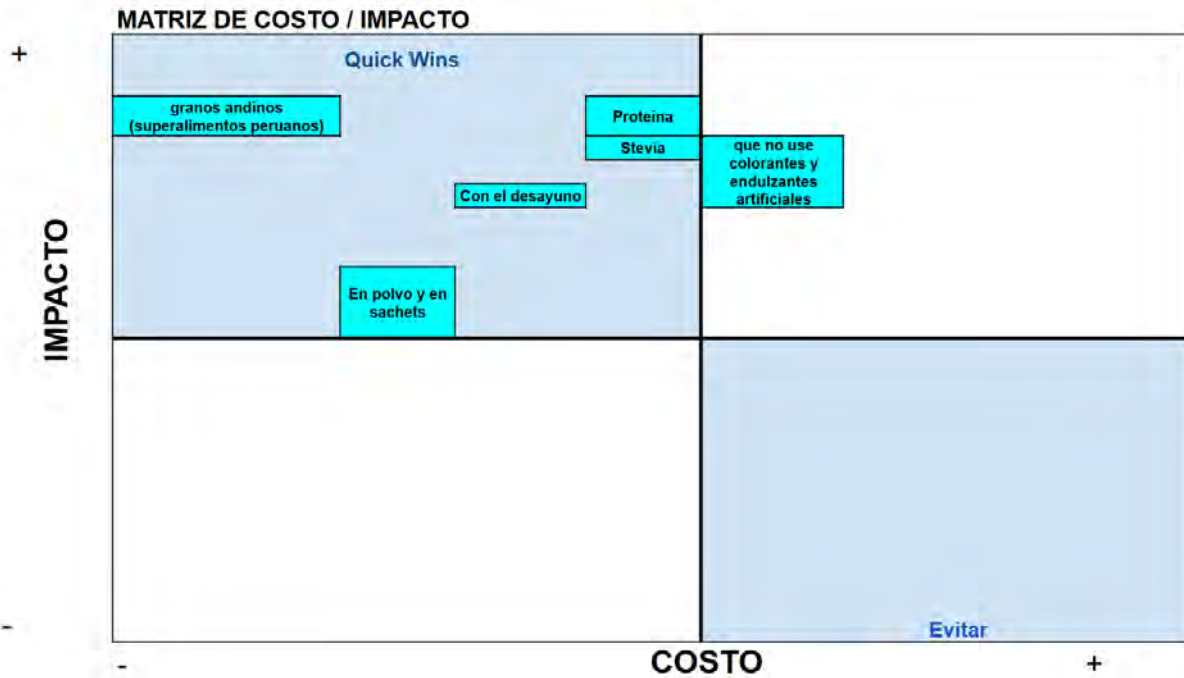 MATRIZ DE COSTO / IMPACTO
+
Quick Wins
granos andinos
(superalimentos peruanos)
Proteína
Stevia
que no use
colorantes y
endulzantes
artificiales
Con el desayuno
En polvo y en
sachets
IMPACTO
Evitar
-
-
COSTO
+